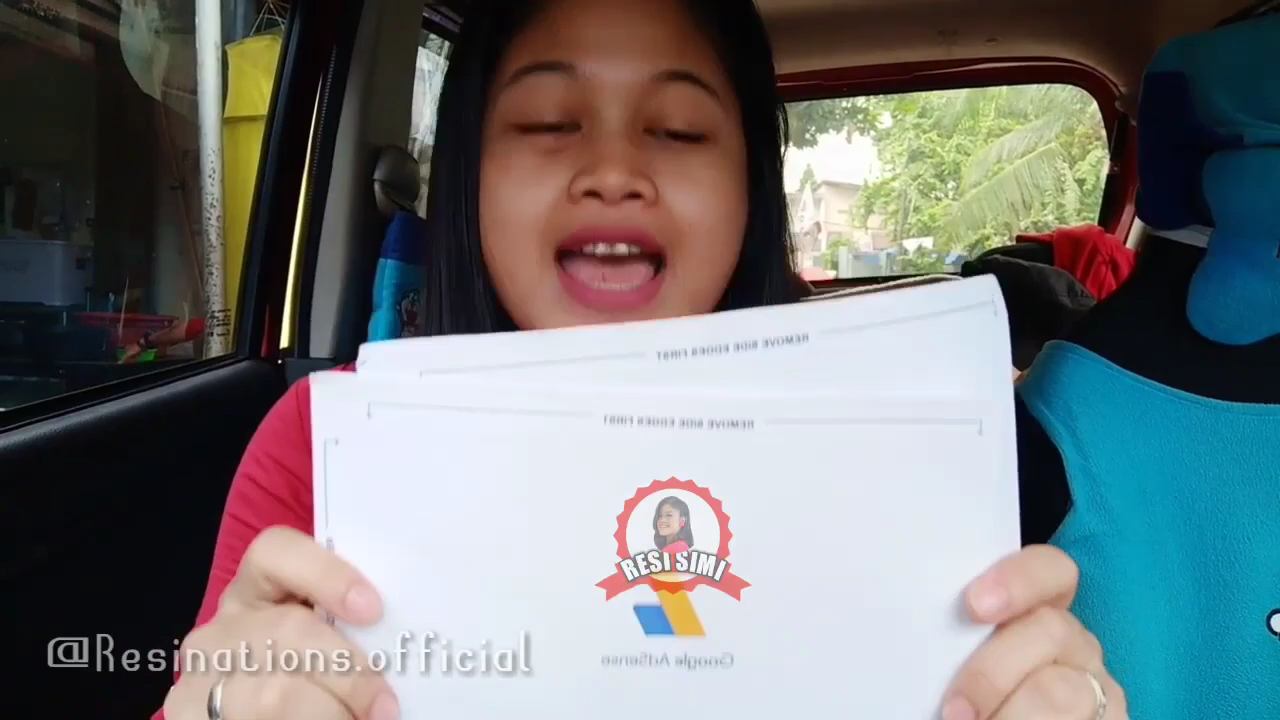 REMOVE SIDE EDGES FIRST
REMOVE SIDE EDGES FIRST
RESI SIMI
Google AdSense
@Resinations.official